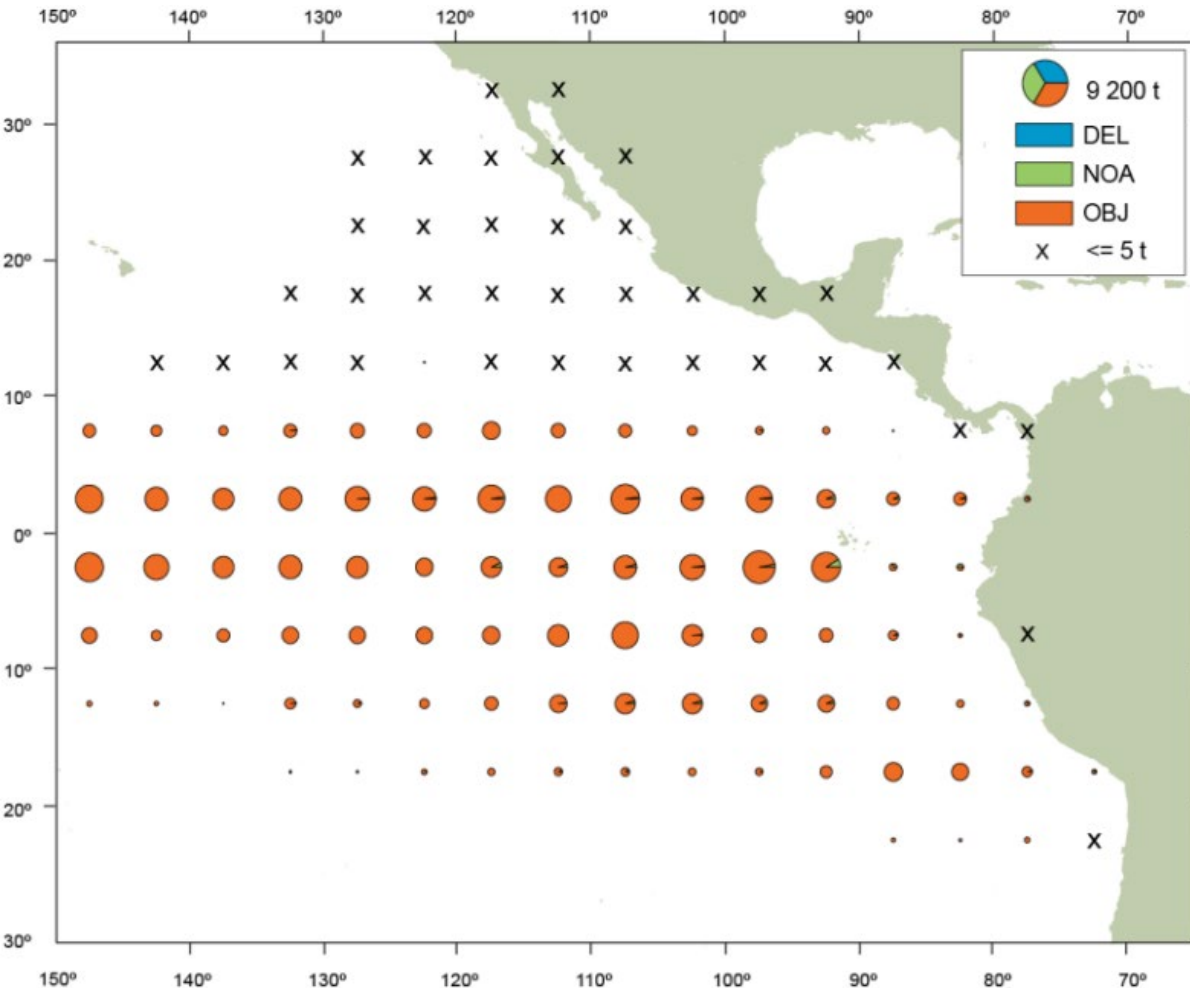 150º 140º 130º 120º 110º 100º 90º 80º 70º
9 200 t
DEL
NOA
OBJ
x <= 5 t
30º
20º
10º
0º
10º
20º
30º
x x
x x x x x
x x x x x
x x x x x x x x x
x x x x x x x x x x x
x x
x
x
150º 140º 130º 120º 110º 100º 90º 80º 70º